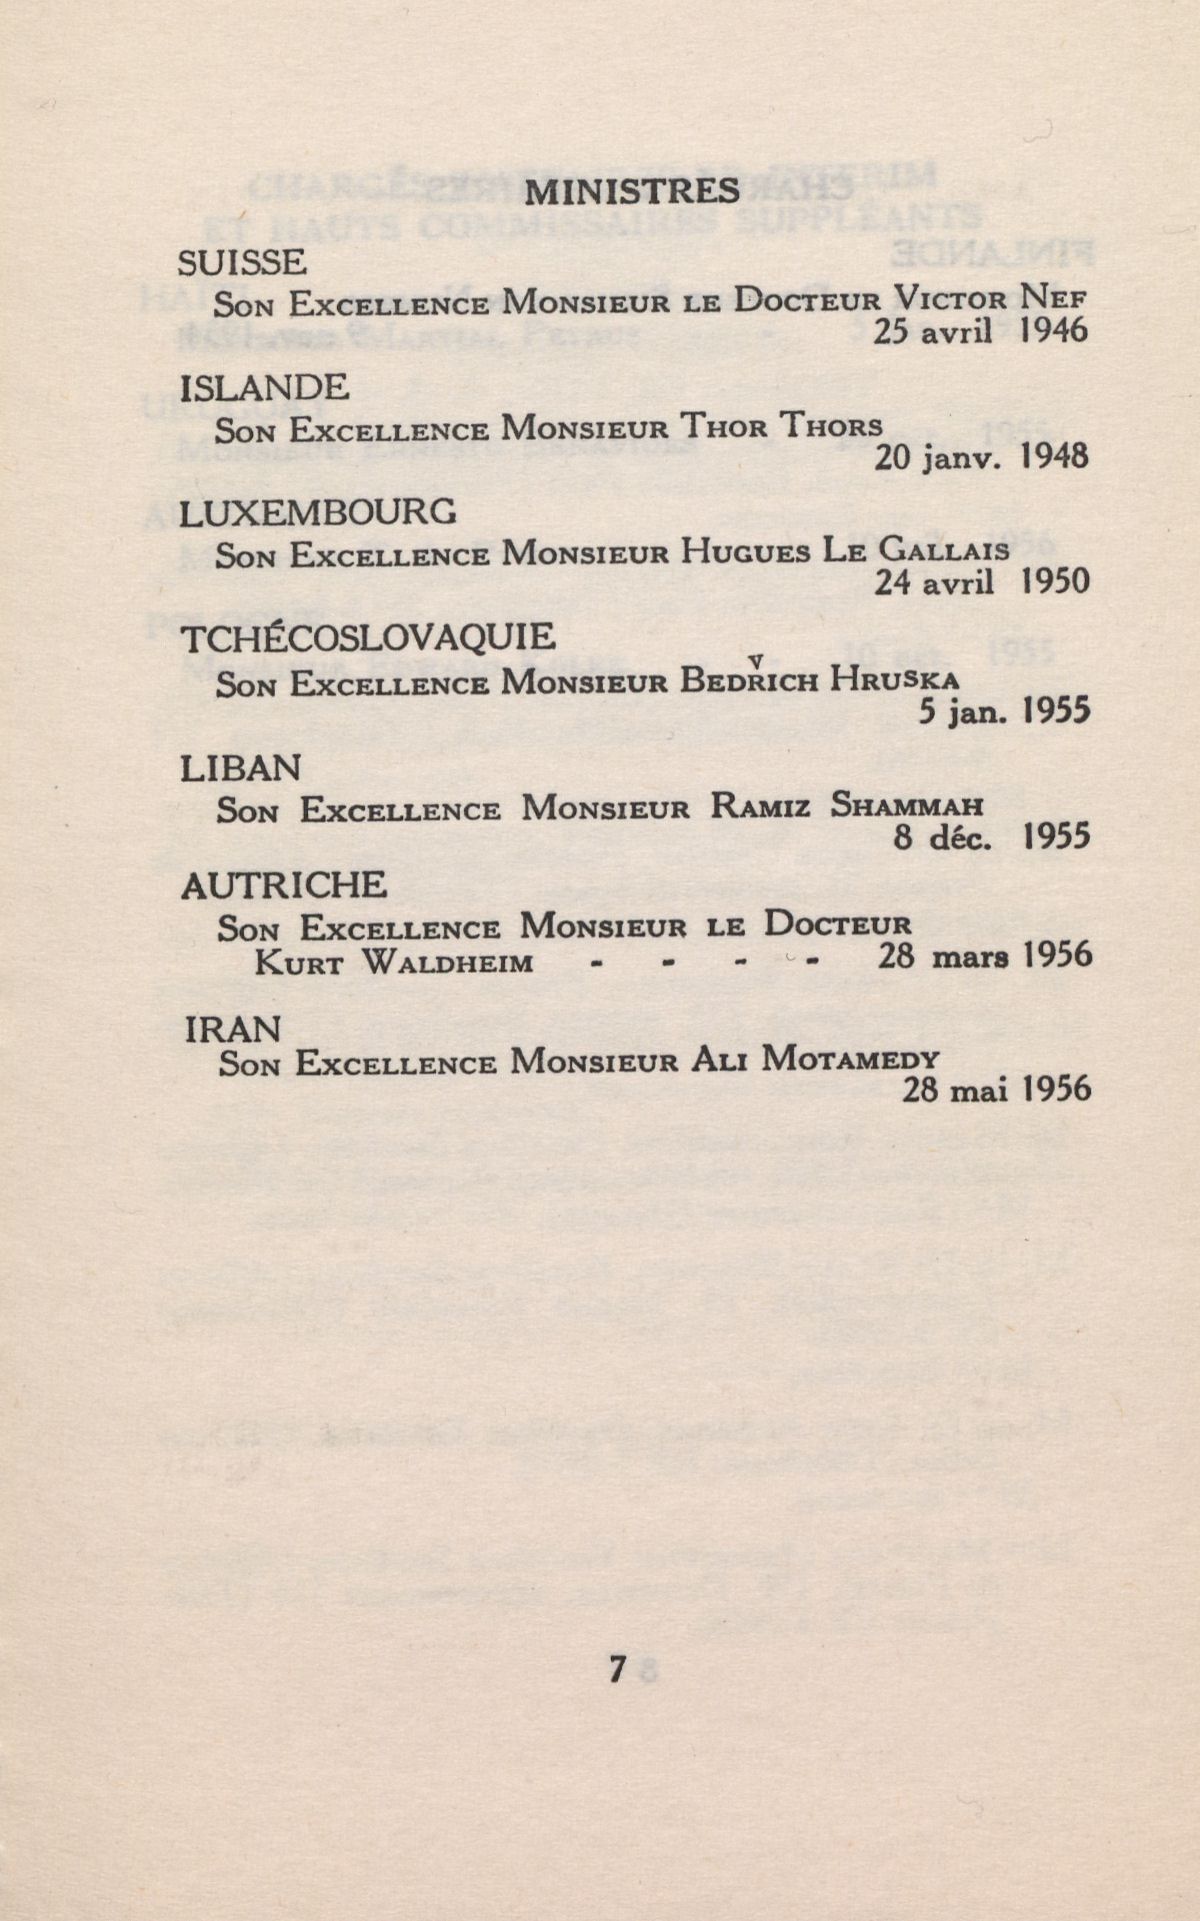 MINISTRES
SUISSE
Son Excellence Monsieur le Docteur Victor Nef
25 avril 1946
ISLANDE
Son Excellence Monsieur Thor Thors
20 janv. 1948
LUXEMBOURG
Son Excellence Monsieur Hugues Le Gallais
24 avril 1950
TCHÉCOSLOVAQUIE
Son Excellence Monsieur Bedřich Hruska
5 jan. 1955
LIBAN
Son Excellence Monsieur Ramiz Shammah
8 déc. 1955
AUTRICHE
Son Excellence Monsieur le Docteur
Kurt Waldheim - - - - 28 mars 1956
IRAN
Son Excellence Monsieur Ali Motamedy
28 mai 1956
7